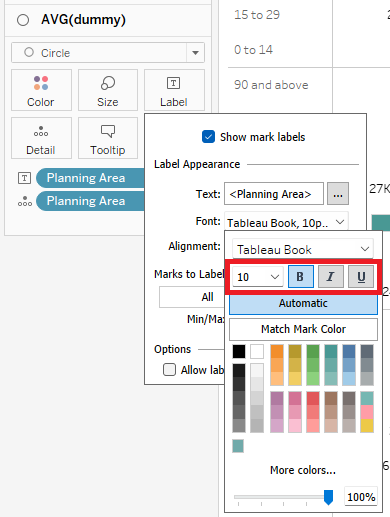 AVG(dummy)
Circle
Color
Size
Label
Detail
Tooltip
Planning Area
Planning Area
15 to 29
0 to 14
90 and above
27K
Show mark labels
Label Appearance
Text: <Planning Area> ...
Font: Tableau Book, 10p..
Alignment:
Marks to Label
All
Min/Max
Options
Allow lab
Tableau Book
10 B I U
Automatic
Match Mark Color
More colors...
100%